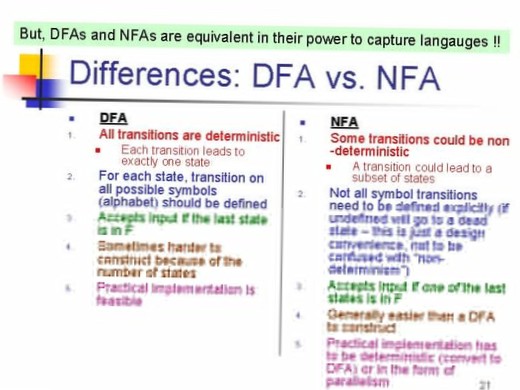 But, DFAs and NFAs are equivalent in their power to capture langauges !!
Differences: DFA vs. NFA
DFA
1. All transitions are deterministic
Each transition leads to
exactly one state
2. For each state, transition on
all possible symbols
(alphabet) should be defined
3. Accepts input if the last state
is in F
4. Sometimes harder to
construct because of the
number of states
5. Practical implementation is
feasible
NFA
1. Some transitions could be non
-deterministic
A transition could lead to a
subset of states
2. Not all symbol transitions
need to be defined explicitly (if
undefined will go to a dead
state – this is just a design
convenience, not to be
confused with "non-
determinism")
3. Accepts input if one of the last
states is in F
4. Generally easier than a DFA
to construct
5. Practical implementation has
to be deterministic (convert to
DFA) or in the form of
parallelism
21